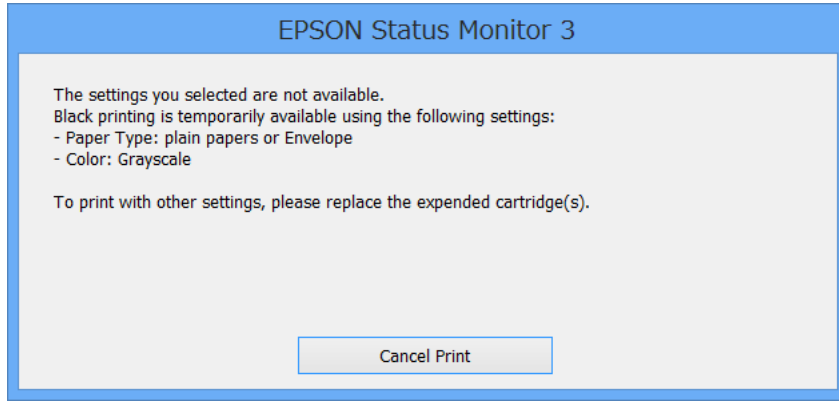 EPSON Status Monitor 3
The settings you selected are not available.
Black printing is temporarily available using the following settings:
- Paper Type: plain papers or Envelope
- Color: Grayscale
To print with other settings, please replace the expended cartridge(s).
Cancel Print